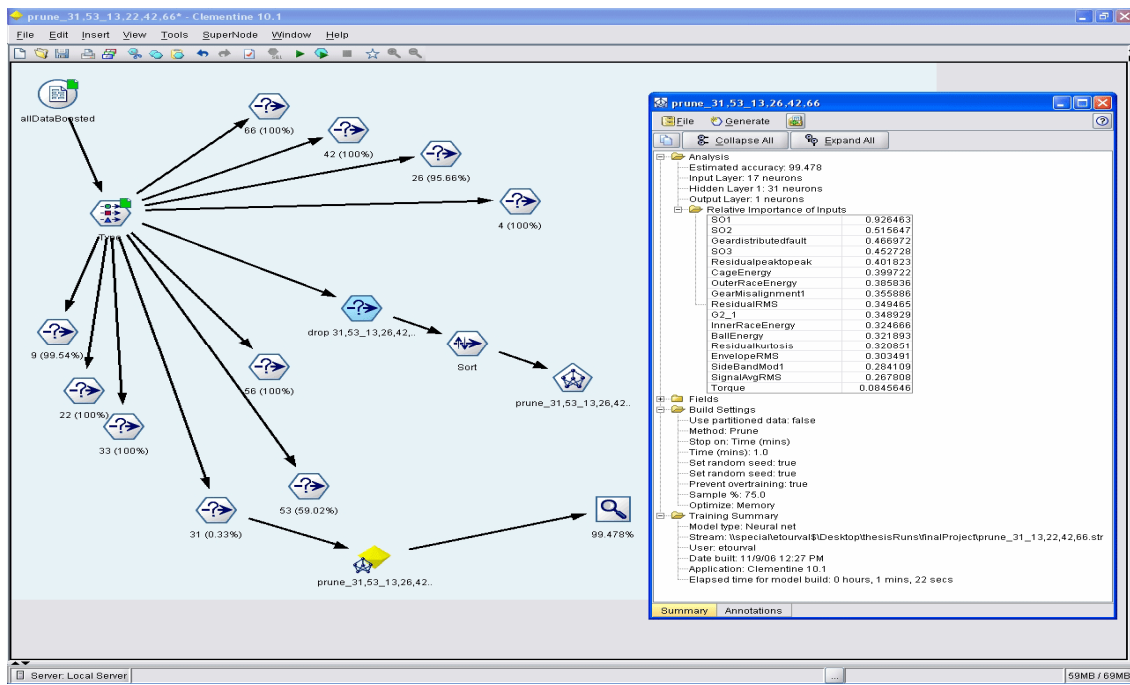 prune_31,53_13,22,42,66* - Clementine 10.1
File Edit Insert View Tools SuperNode Window Help
allDataBoosted
66 (100%)
42 (100%)
26 (95.66%)
4 (100%)
Type
drop 31,53_13,26,42,..
Sort
9 (99.54%)
56 (100%)
prune_31,53_13,26,42..
22 (100%)
33 (100%)
53 (59.02%)
31 (0.33%)
99.478%
prune_31,53_13,26,42..
prune_31,53_13,26,42,66
File Generate
Collapse All Expand All
Analysis
Estimated accuracy: 99.478
Input Layer: 17 neurons
Hidden Layer 1: 31 neurons
Output Layer: 1 neurons
Relative Importance of Inputs
SO1 0.926463
SO2 0.515647
Geardistributedfault 0.466972
SO3 0.452728
Residualpeaktopeak 0.401823
CageEnergy 0.399722
OuterRaceEnergy 0.385836
GearMisalignment1 0.355886
ResidualRMS 0.349465
G2_1 0.348929
InnerRaceEnergy 0.324666
BallEnergy 0.321893
Residualkurtosis 0.320851
EnvelopeRMS 0.303491
SideBandMod1 0.284109
SignalAvgRMS 0.267808
Torque 0.0845646
Fields
Build Settings
Use partitioned data: false
Method: Prune
Stop on: Time (mins)
Time (mins): 1.0
Set random seed: true
Set random seed: true
Prevent overtraining: true
Sample %: 75.0
Optimize: Memory
Training Summary
Model type: Neural net
Stream: \\special\etourval$\Desktop\thesisRuns\finalProject\prune_31_13,22,42,66.str
User: etourval
Date built: 11/9/06 12:27 PM
Application: Clementine 10.1
Elapsed time for model build: 0 hours, 1 mins, 22 secs
Summary Annotations
Server: Local Server ... 59MB / 69MB